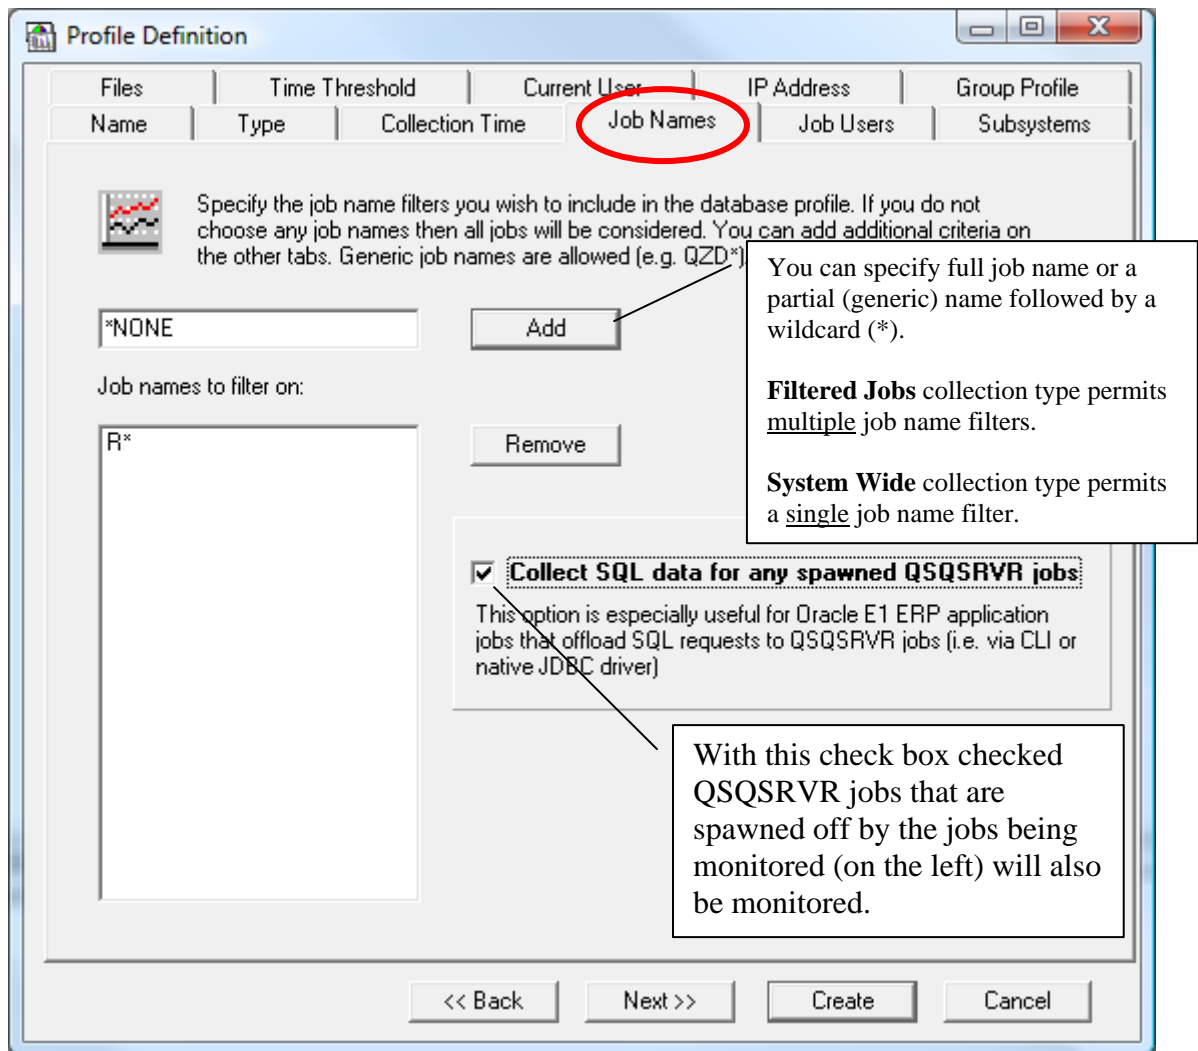 Profile Definition
Files
Time Threshold
Current User
IP Address
Group Profile
Name
Type
Collection Time
Job Names
Job Users
Subsystems
Specify the job name filters you wish to include in the database profile. If you do not
choose any job names then all jobs will be considered. You can add additional criteria on
the other tabs. Generic job names are allowed (e.g. QZD*)
You can specify full job name or a
partial (generic) name followed by a
wildcard (*).
Filtered Jobs collection type permits
multiple job name filters.
System Wide collection type permits
a single job name filter.
*NONE
Add
Job names to filter on:
R*
Remove
Collect SQL data for any spawned QSQSRVR jobs
This option is especially useful for Oracle E1 ERP application
jobs that offload SQL requests to QSQSRVR jobs (i.e. via CLI or
native JDBC driver)
With this check box checked
QSQSRVR jobs that are
spawned off by the jobs being
monitored (on the left) will also
be monitored.
<< Back
Next >>
Create
Cancel